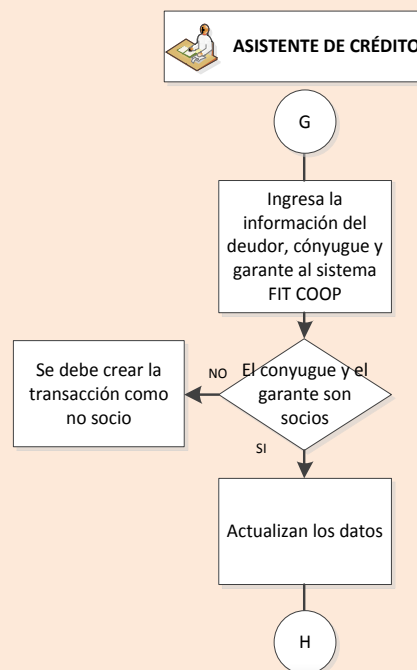 ASISTENTE DE CRÉDITO
G
Ingresa la
información del
deudor, cónyugue y
garante al sistema
FIT COOP
El conyugue y el
garante son
socios
NO
Se debe crear la
transacción como
no socio
SI
Actualizan los datos
H